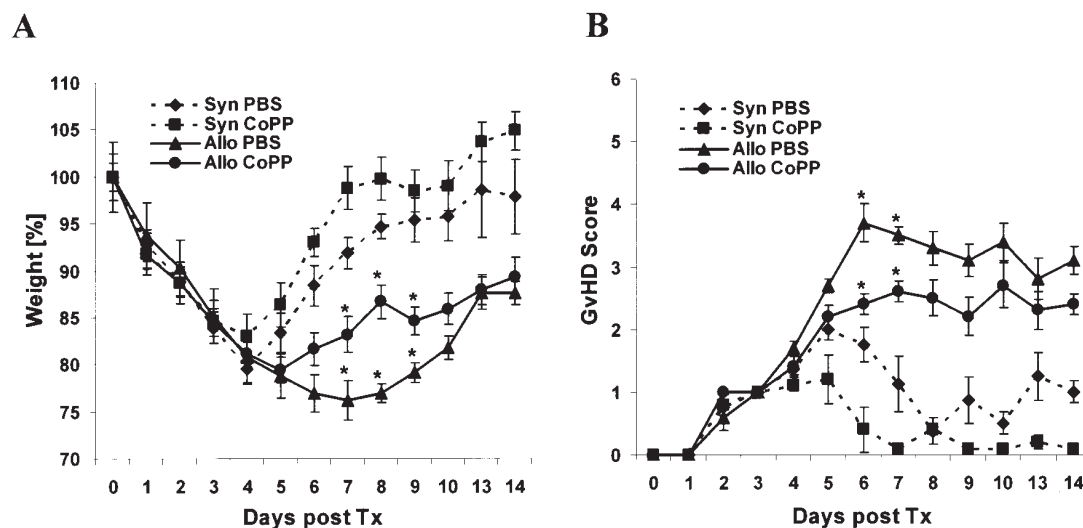 A
Weight [%]
110
105
100
95
90
85
80
75
70
Syn PBS
Syn CoPP
Allo PBS
Allo CoPP
*
*
*
*
*
*
0 1 2 3 4 5 6 7 8 9 10 13 14
Days post Tx
B
GvHD Score
6
5
4
3
2
1
0
Syn PBS
Syn CoPP
Allo PBS
Allo CoPP
*
*
*
*
0 1 2 3 4 5 6 7 8 9 10 13 14
Days post Tx